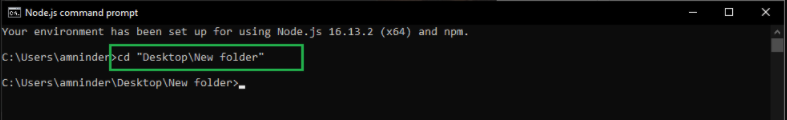 Node.js command prompt
Your environment has been set up for using Node.js 16.13.2 (x64) and npm.
C:\Users\amninder>cd "Desktop\New folder"
C:\Users\amninder\Desktop\New folder>